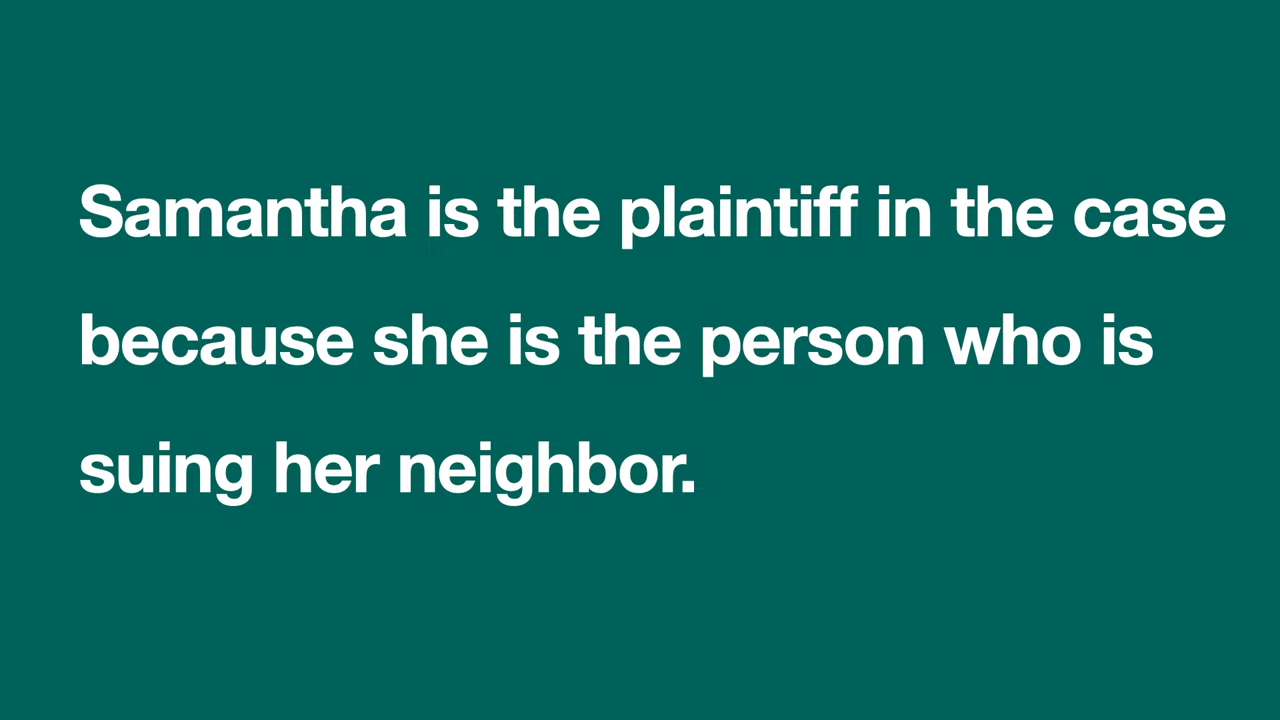 Samantha is the plaintiff in the case
because she is the person who is
suing her neighbor.